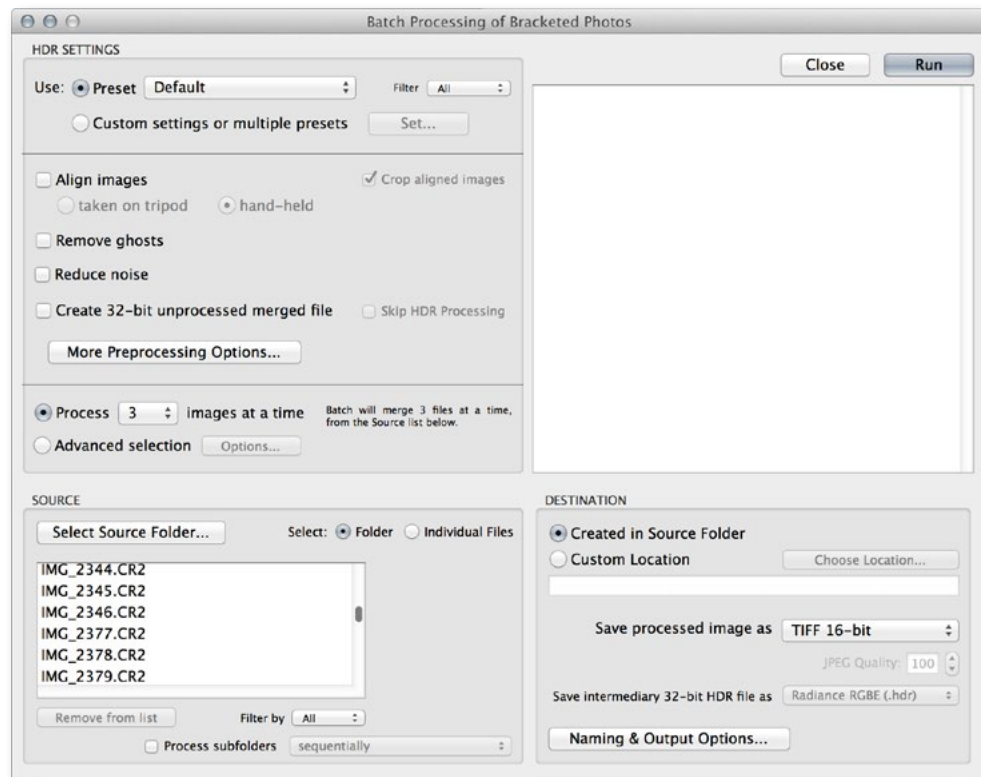 Batch Processing of Bracketed Photos
HDR SETTINGS
Close
Run
Use: Preset Default Filter All
Custom settings or multiple presets Set...
Align images Crop aligned images
taken on tripod hand-held
Remove ghosts
Reduce noise
Create 32-bit unprocessed merged file Skip HDR Processing
More Preprocessing Options...
Process 3 images at a time
Batch will merge 3 files at a time,
from the Source list below.
Advanced selection Options...
SOURCE
Select Source Folder... Select: Folder Individual Files
IMG_2344.CR2
IMG_2345.CR2
IMG_2346.CR2
IMG_2377.CR2
IMG_2378.CR2
IMG_2379.CR2
Remove from list Filter by All
Process subfolders sequentially
DESTINATION
Created in Source Folder
Custom Location Choose Location...
Save processed image as TIFF 16-bit
JPEG Quality: 100
Save intermediary 32-bit HDR file as Radiance RGBE (.hdr)
Naming & Output Options...